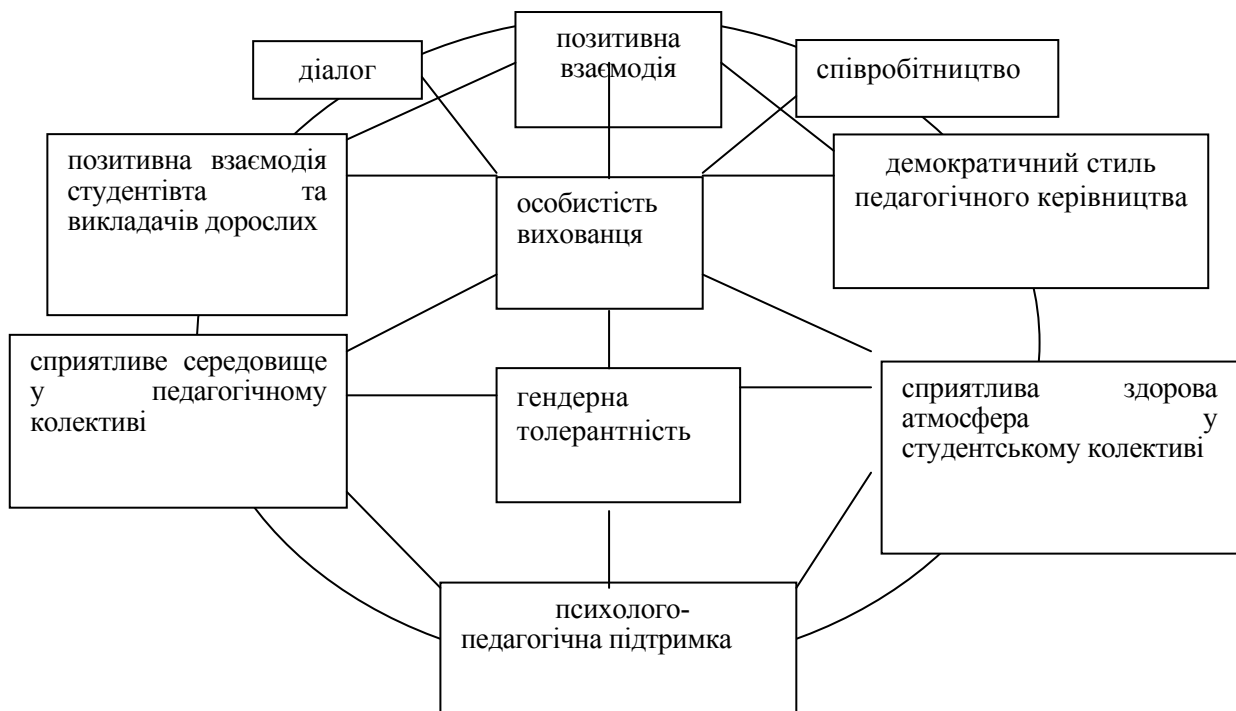 позитивна
взаємодія
діалог
співробітництво
позитивна взаємодія
студентівта та
викладачів дорослих
демократичний стиль
педагогічного керівництва
особистість
вихованця
сприятливе середовище
у педагогічному
колективі
гендерна
толерантність
сприятлива здорова
атмосфера у
студентському колективі
психолого-
педагогічна підтримка